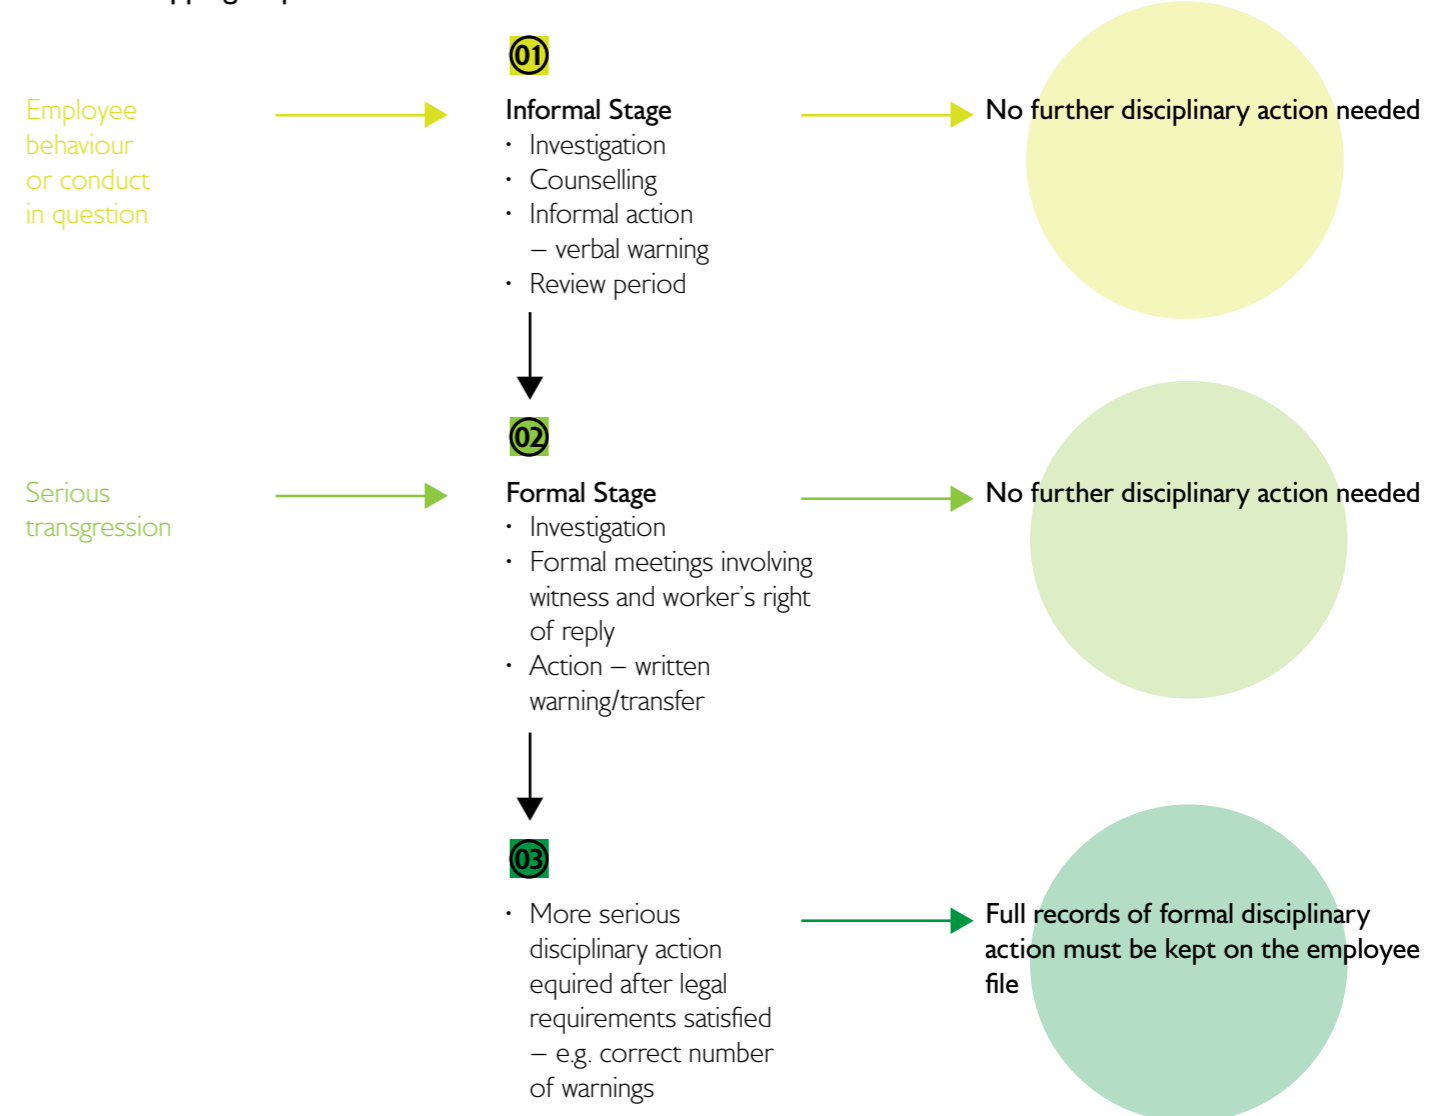 01
Employee
behaviour
or conduct
in question
Informal Stage
· Investigation
· Counselling
· Informal action
– verbal warning
· Review period
No further disciplinary action needed
02
Serious
transgression
Formal Stage
· Investigation
· Formal meetings involving
witness and worker's right
of reply
· Action – written
warning/transfer
No further disciplinary action needed
03
· More serious
disciplinary action
equired after legal
requirements satisfied
– e.g. correct number
of warnings
Full records of formal disciplinary
action must be kept on the employee
file